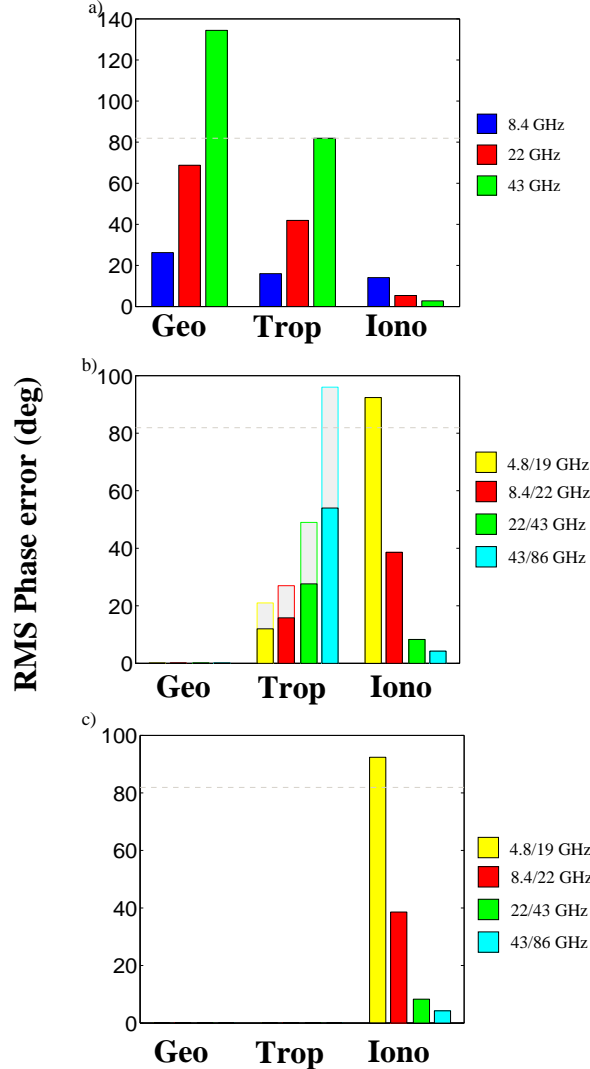 a)
140
120
100
80
60
40
20
0
Geo Trop Iono
8.4 GHz
22 GHz
43 GHz
RMS Phase error (deg)
b)
100
80
60
40
20
0
Geo Trop Iono
4.8/19 GHz
8.4/22 GHz
22/43 GHz
43/86 GHz
c)
100
80
60
40
20
0
Geo Trop Iono
4.8/19 GHz
8.4/22 GHz
22/43 GHz
43/86 GHz